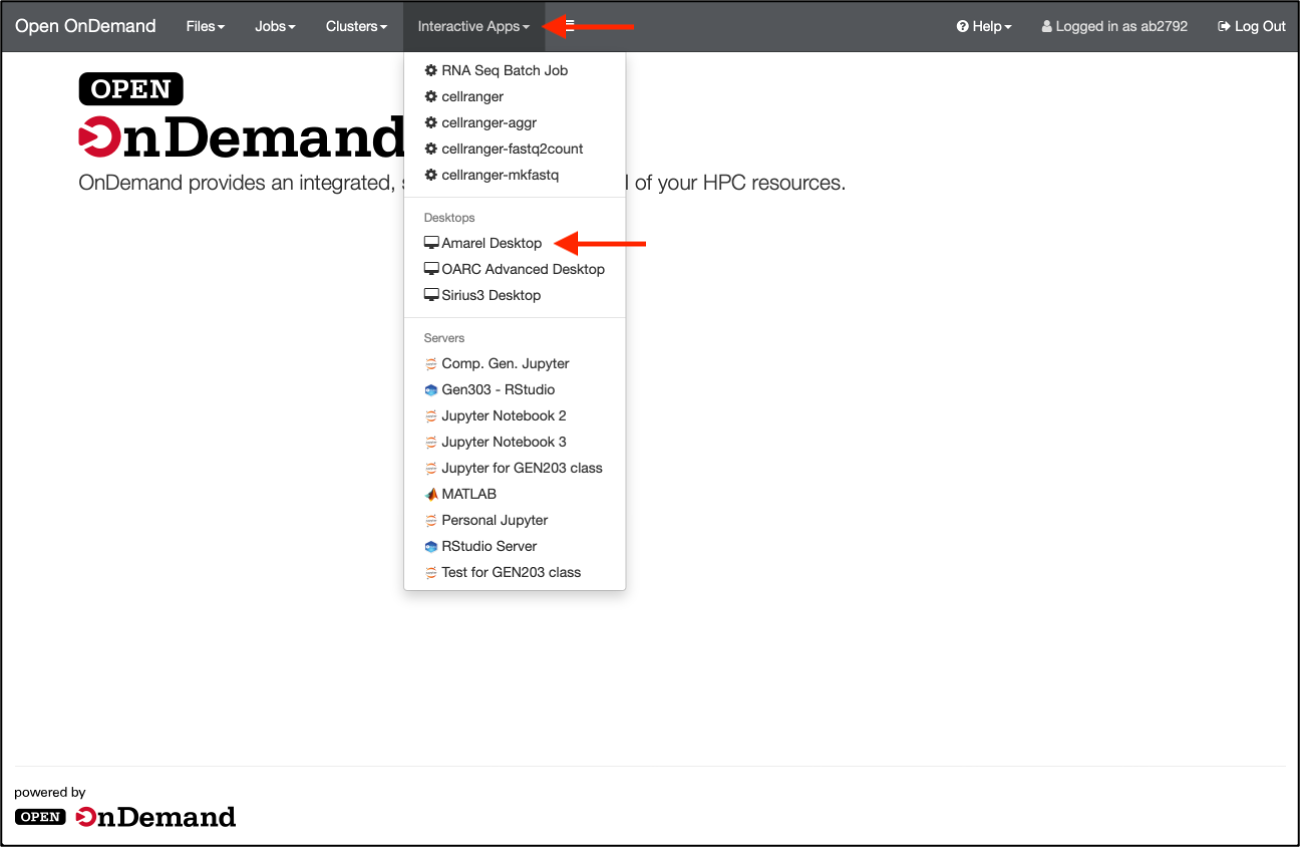 Open OnDemand Files Jobs Clusters Interactive Apps Help Logged in as ab2792 Log Out
OPEN
OnDemand
OnDemand provides an integrated, of your HPC resources.
RNA Seq Batch Job
cellranger
cellranger-aggr
cellranger-fastq2count
cellranger-mkfastq
Desktops
Amarel Desktop
OARC Advanced Desktop
Sirius3 Desktop
Servers
Comp. Gen. Jupyter
Gen303 - RStudio
Jupyter Notebook 2
Jupyter Notebook 3
Jupyter for GEN203 class
MATLAB
Personal Jupyter
RStudio Server
Test for GEN203 class
powered by
OPEN OnDemand